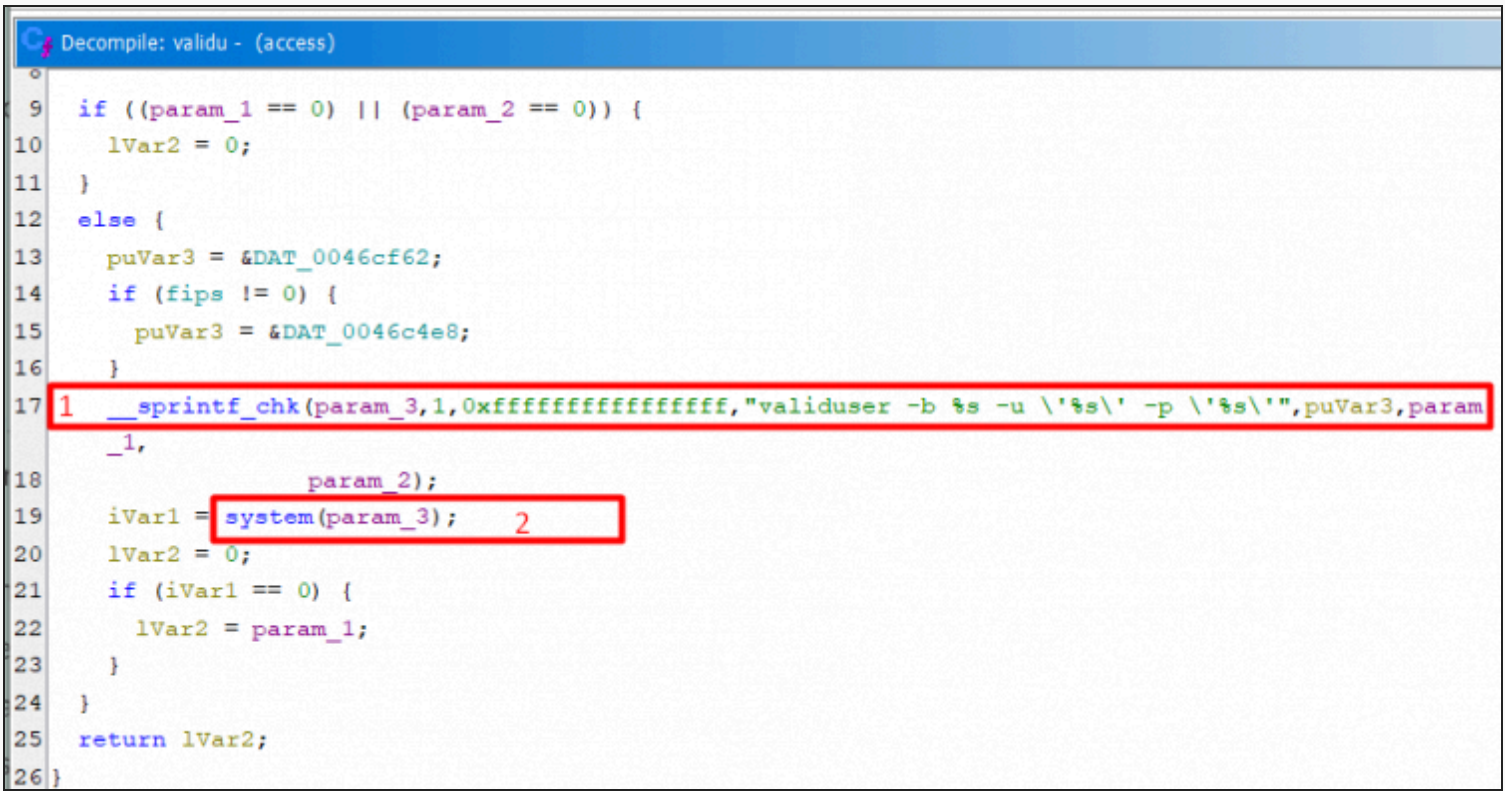 Decompile: validu - (access)
8
9 if ((param_1 == 0) || (param_2 == 0)) {
10 lVar2 = 0;
11 }
12 else {
13 puVar3 = &DAT_0046cf62;
14 if (fips != 0) {
15 puVar3 = &DAT_0046c4e8;
16 }
17 1 __sprintf_chk(param_3,1,0xffffffffffffffff,"validuser -b %s -u \'%s\' -p \'%s\'",puVar3,param
_1,
18 param_2);
19 iVar1 = system(param_3); 2
20 lVar2 = 0;
21 if (iVar1 == 0) {
22 lVar2 = param_1;
23 }
24 }
25 return lVar2;
26 }